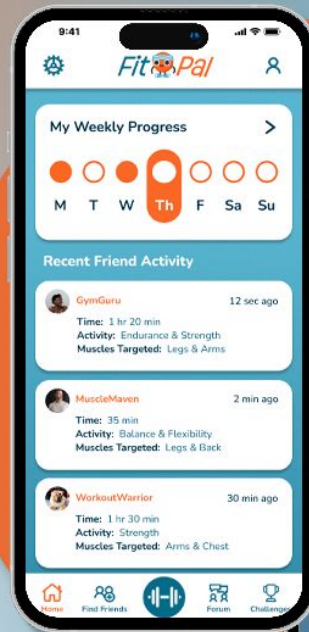 9:41
FitPal
My Weekly Progress
M T W Th F Sa Su
Recent Friend Activity
GymGuru 12 sec ago
Time: 1 hr 20 min
Activity: Endurance & Strength
Muscles Targeted: Legs & Arms
MuscleMaven 2 min ago
Time: 35 min
Activity: Balance & Flexibility
Muscles Targeted: Legs & Back
WorkoutWarrior 30 min ago
Time: 1 hr 30 min
Activity: Strength
Muscles Targeted: Arms & Chest
Home Find Friends Forum Challenges